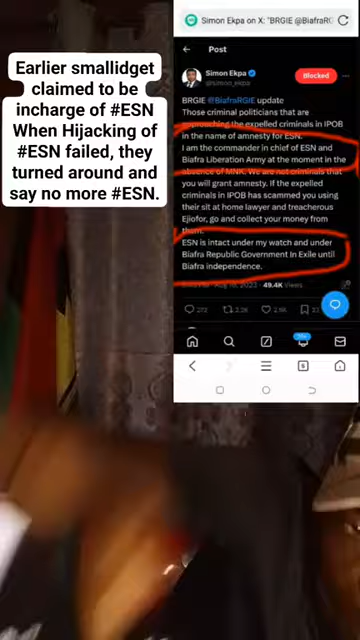 Simon Ekpa on X: "BRGIE @BiafraRG
Post
Simon Ekpa
@simon_ekpa
Blocked
BRGIE @BiafraRGIE update
Those criminal politicians that are
approaching the expelled criminals in IPOB
in the name of amnesty for ESN.
I am the commander in chief of ESN and
Biafra Liberation Army at the moment in the
absence of MNK. We are not criminals that
you will grant amnesty. If the expelled
criminals in IPOB has scammed you using
their sit at home lawyer and treacherous
Ejiofor, go and collect your money from
them.
ESN is intact under my watch and under
Biafra Republic Government In Exile until
Biafra independence.
2023 · 49.4K Views
272
2.6K
Earlier smallidget
claimed to be
incharge of #ESN
When Hijacking of
#ESN failed, they
turned around and
say no more #ESN.